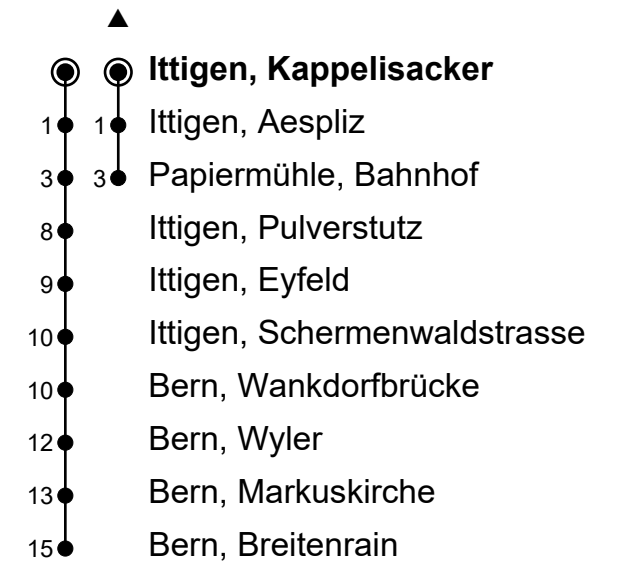 ▲
Ittigen, Kappelisacker
1 1 Ittigen, Aespliz
3 3 Papiermühle, Bahnhof
8 Ittigen, Pulverstutz
9 Ittigen, Eyfeld
10 Ittigen, Schermenwaldstrasse
10 Bern, Wankdorfbrücke
12 Bern, Wyler
13 Bern, Markuskirche
15 Bern, Breitenrain